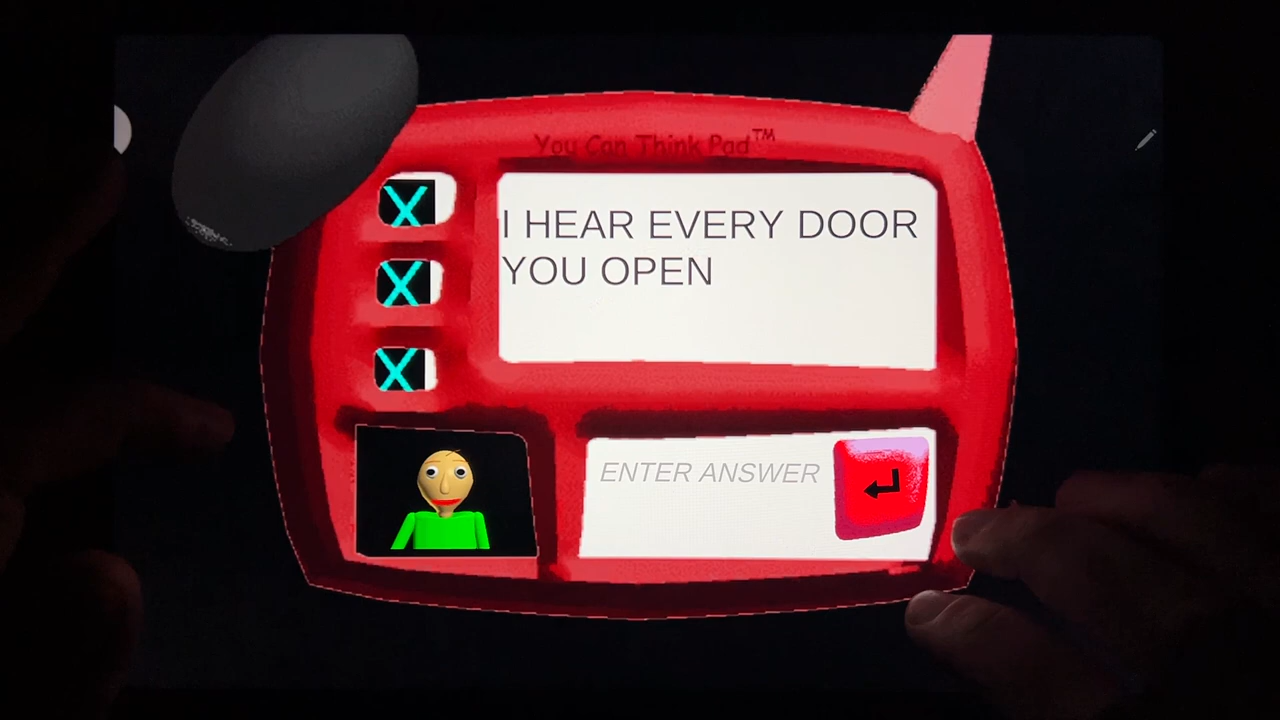 You Can Think Pad™
I HEAR EVERY DOOR
YOU OPEN
ENTER ANSWER